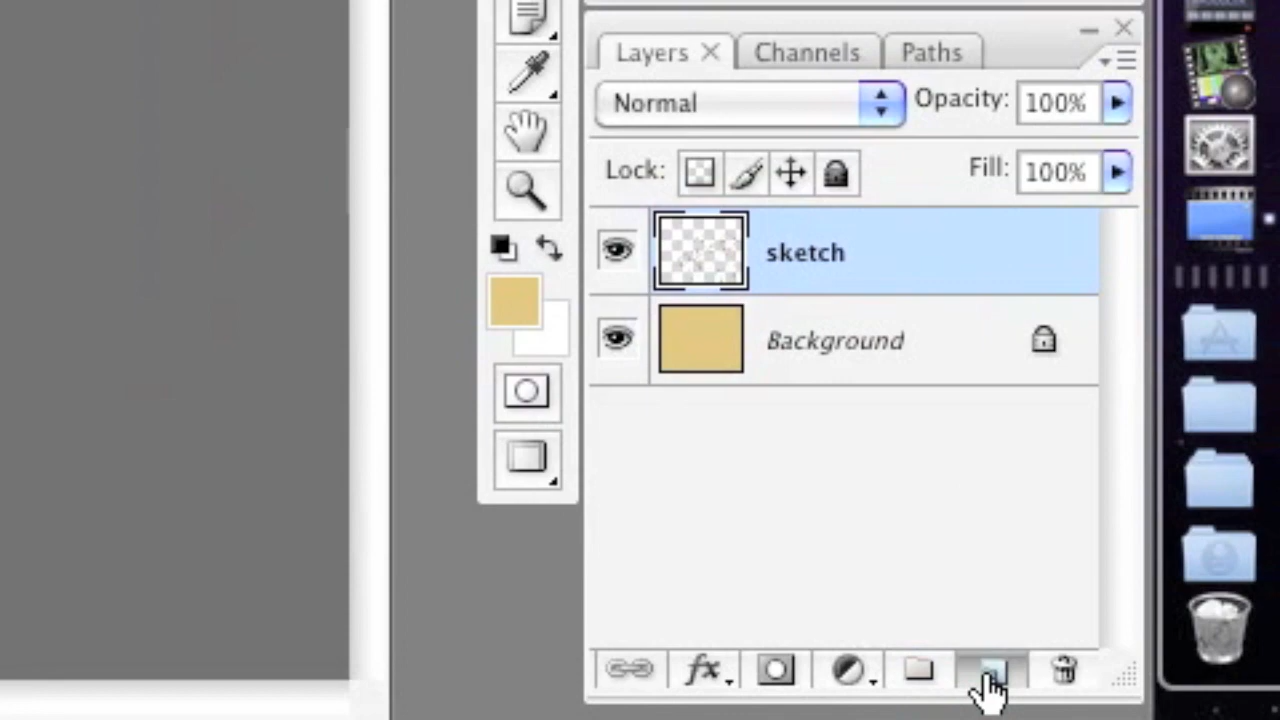 Layers Channels Paths
Normal Opacity: 100%
Lock: Fill: 100%
sketch
Background
fx